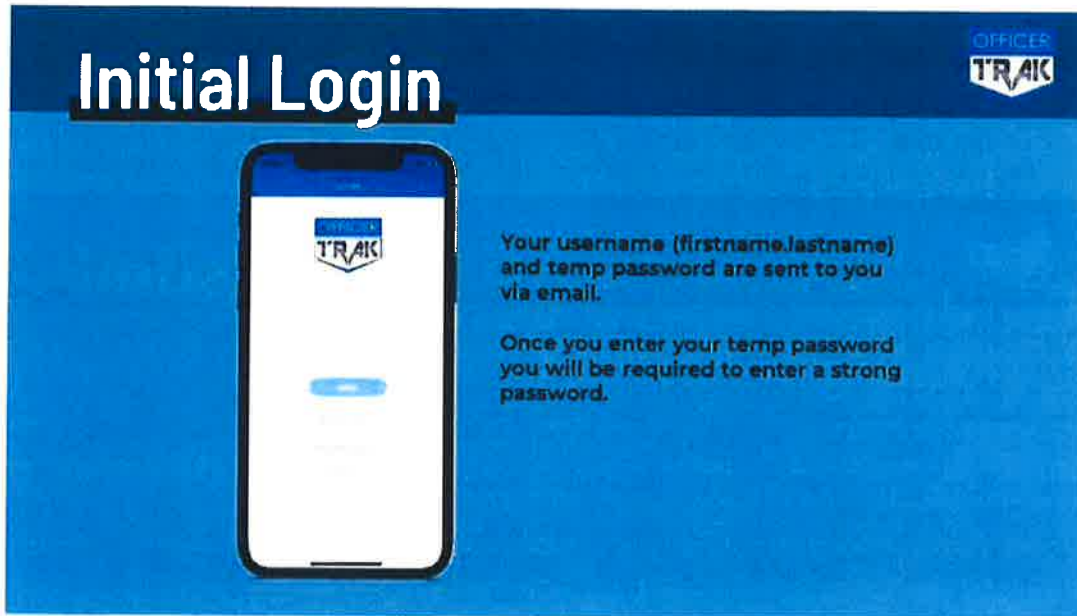 Initial Login
OFFICER
TRAK
OFFICER
TRAK
Your username (firstname.lastname)
and temp password are sent to you
via email.
Once you enter your temp password
you will be required to enter a strong
password.